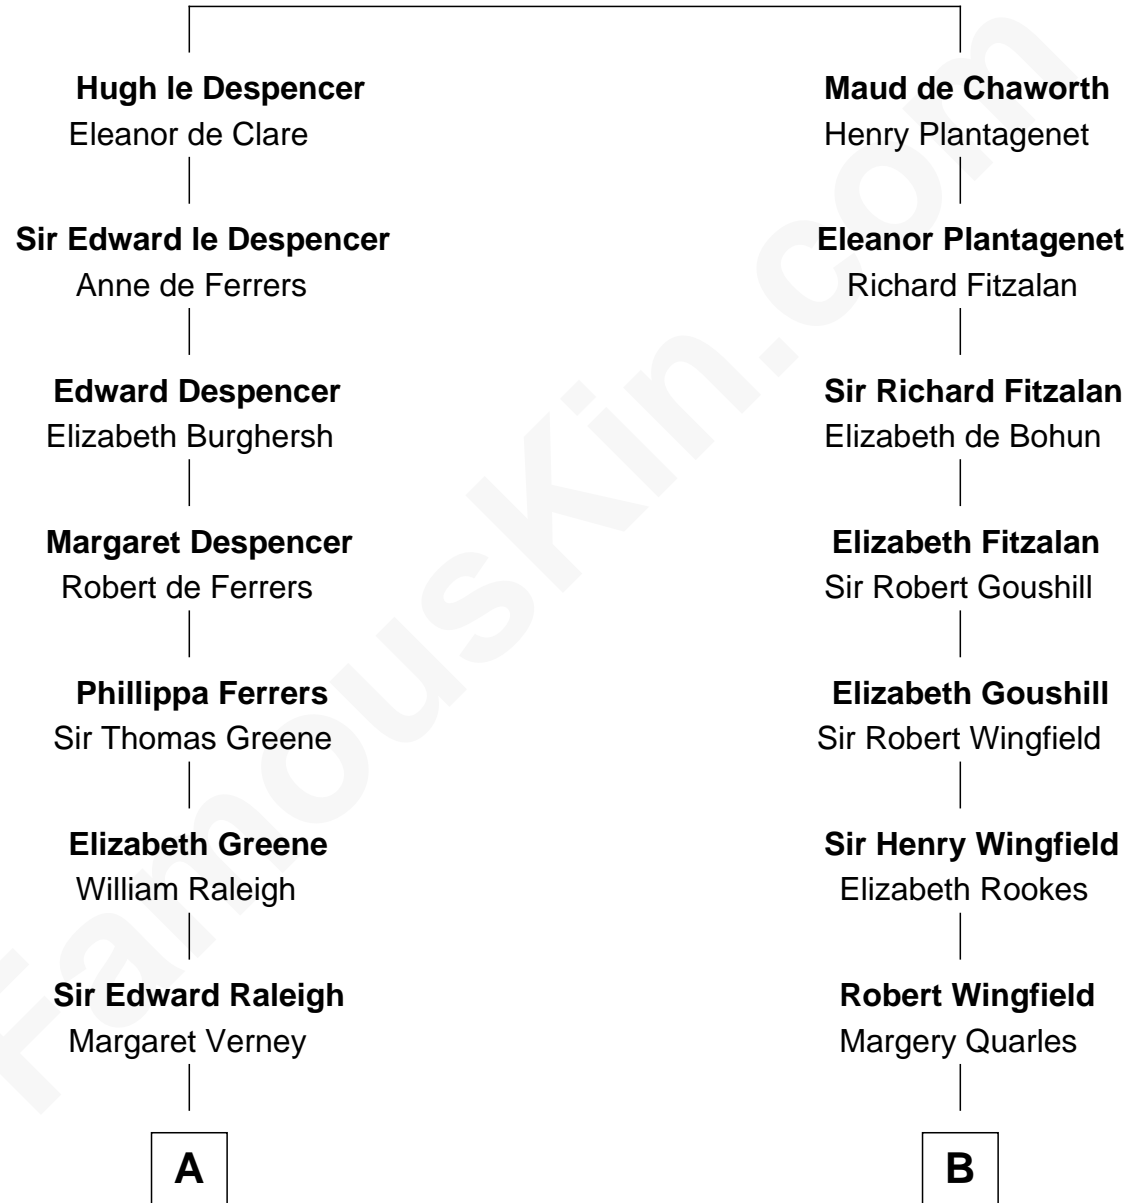 Hugh le Despencer
Eleanor de Clare
Sir Edward le Despencer
Anne de Ferrers
Edward Despencer
Elizabeth Burghersh
Margaret Despencer
Robert de Ferrers
Phillippa Ferrers
Sir Thomas Greene
Elizabeth Greene
William Raleigh
Sir Edward Raleigh
Margaret Verney
A
Maud de Chaworth
Henry Plantagenet
Eleanor Plantagenet
Richard Fitzalan
Sir Richard Fitzalan
Elizabeth de Bohun
Elizabeth Fitzalan
Sir Robert Goushill
Elizabeth Goushill
Sir Robert Wingfield
Sir Henry Wingfield
Elizabeth Rookes
Robert Wingfield
Margery Quarles
B
FamousKin.com